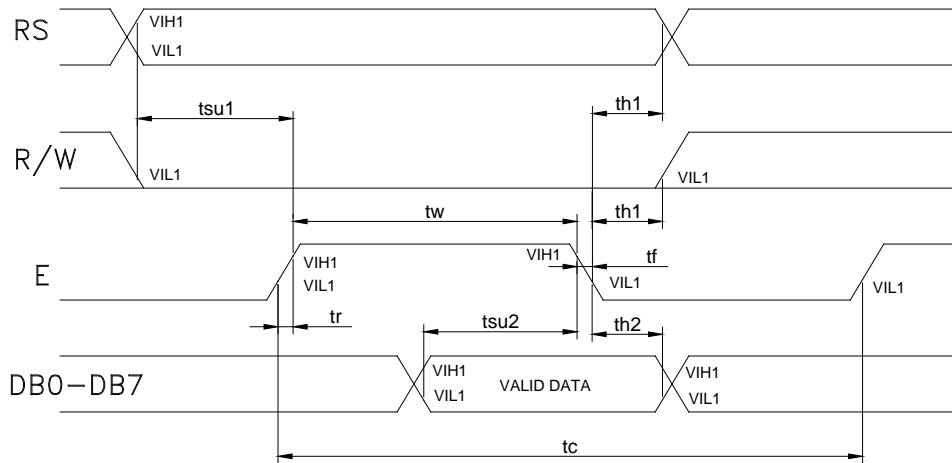 RS
VIH1
VIL1
tsu1
th1
R/W
VIL1
VIL1
tw
th1
E
VIH1
VIL1
VIH1
tf
VIL1
VIL1
tr
tsu2
th2
DB0-DB7
VIH1
VIL1
VALID DATA
VIH1
VIL1
tc